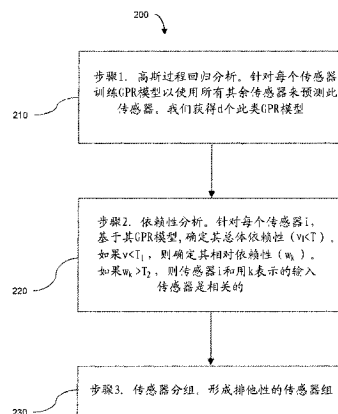 200
步骤1. 高斯过程回归分析。针对每个传感器
训练GPR模型以使用所有其余传感器来预测此
传感器。我们获得d个此类GPR模型
210
步骤2. 依赖性分析。针对每个传感器i,
基于其GPR模型,确定其总体依赖性（vᵢ<T）。
如果v<T₁，则确定其相对依赖性（wₖ）。
如果wₖ>T₂，则传感器i和用k表示的输入
传感器是相关的
220
步骤3. 传感器分组，形成排他性的传感器组
230